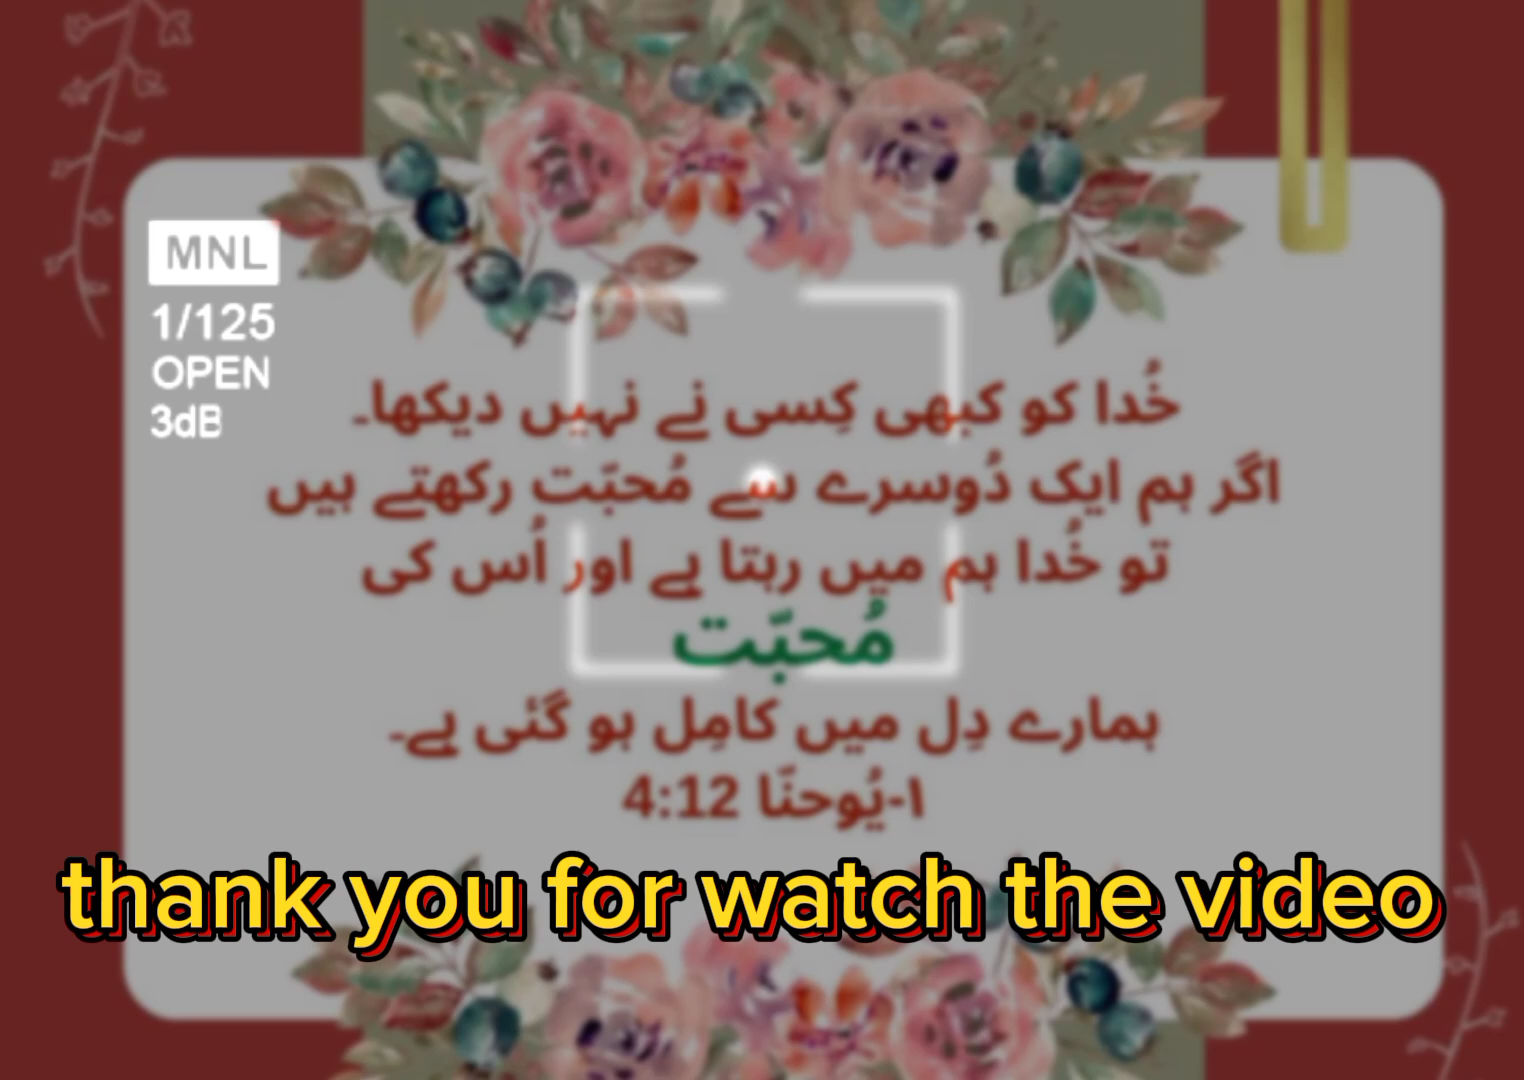 MNL
1/125
OPEN
3dB
خُدا کو کبھی کِسی نے نہیں دیکھا۔
اگر ہم ایک دُوسرے سے مُحبّت رکھتے ہیں
تو خُدا ہم میں رہتا ہے اور اُس کی
مُحبّت
ہمارے دِل میں کامِل ہو گئی ہے۔
۱-یُوحنّا 4:12
thank you for watch the video